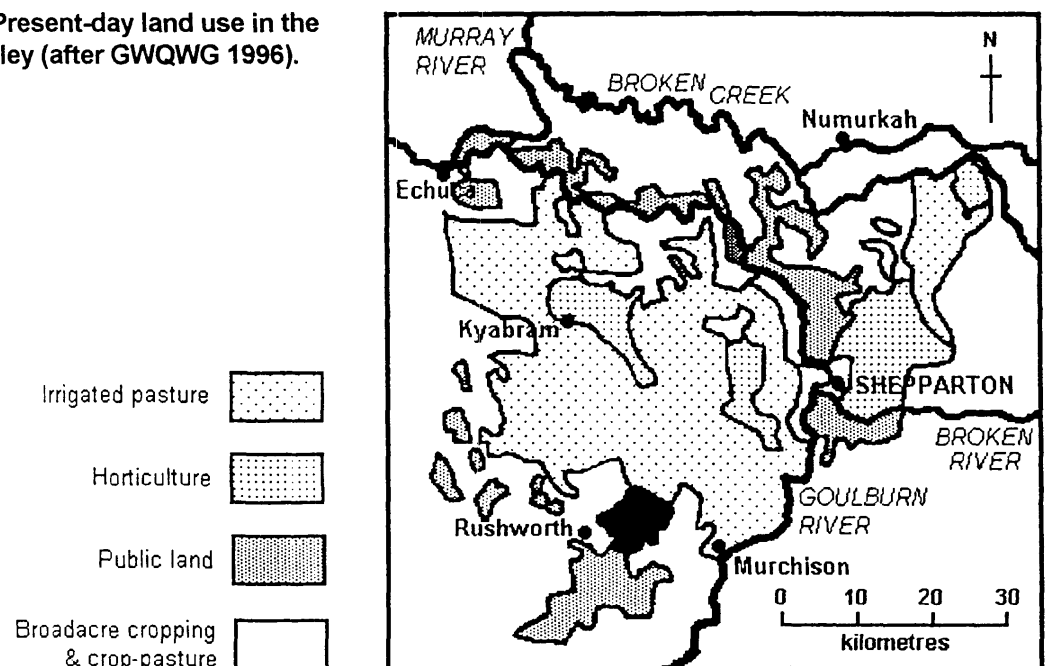 Present-day land use in the
ley (after GWQWG 1996).
MURRAY
RIVER
BROKEN CREEK
N
Numurkah
Echuca
Kyabram
Irrigated pasture
SHEPPARTON
BROKEN
RIVER
Horticulture
GOULBURN
RIVER
Rushworth
Public land
Murchison
0 10 20 30
kilometres
Broadacre cropping
& crop-pasture